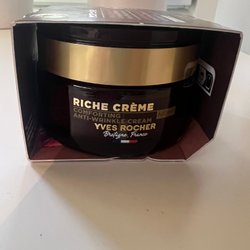 RICHE CRÈME
COMFORTING
ANTI-WRINKLE CREAM
YVES ROCHER
Bretagne, France